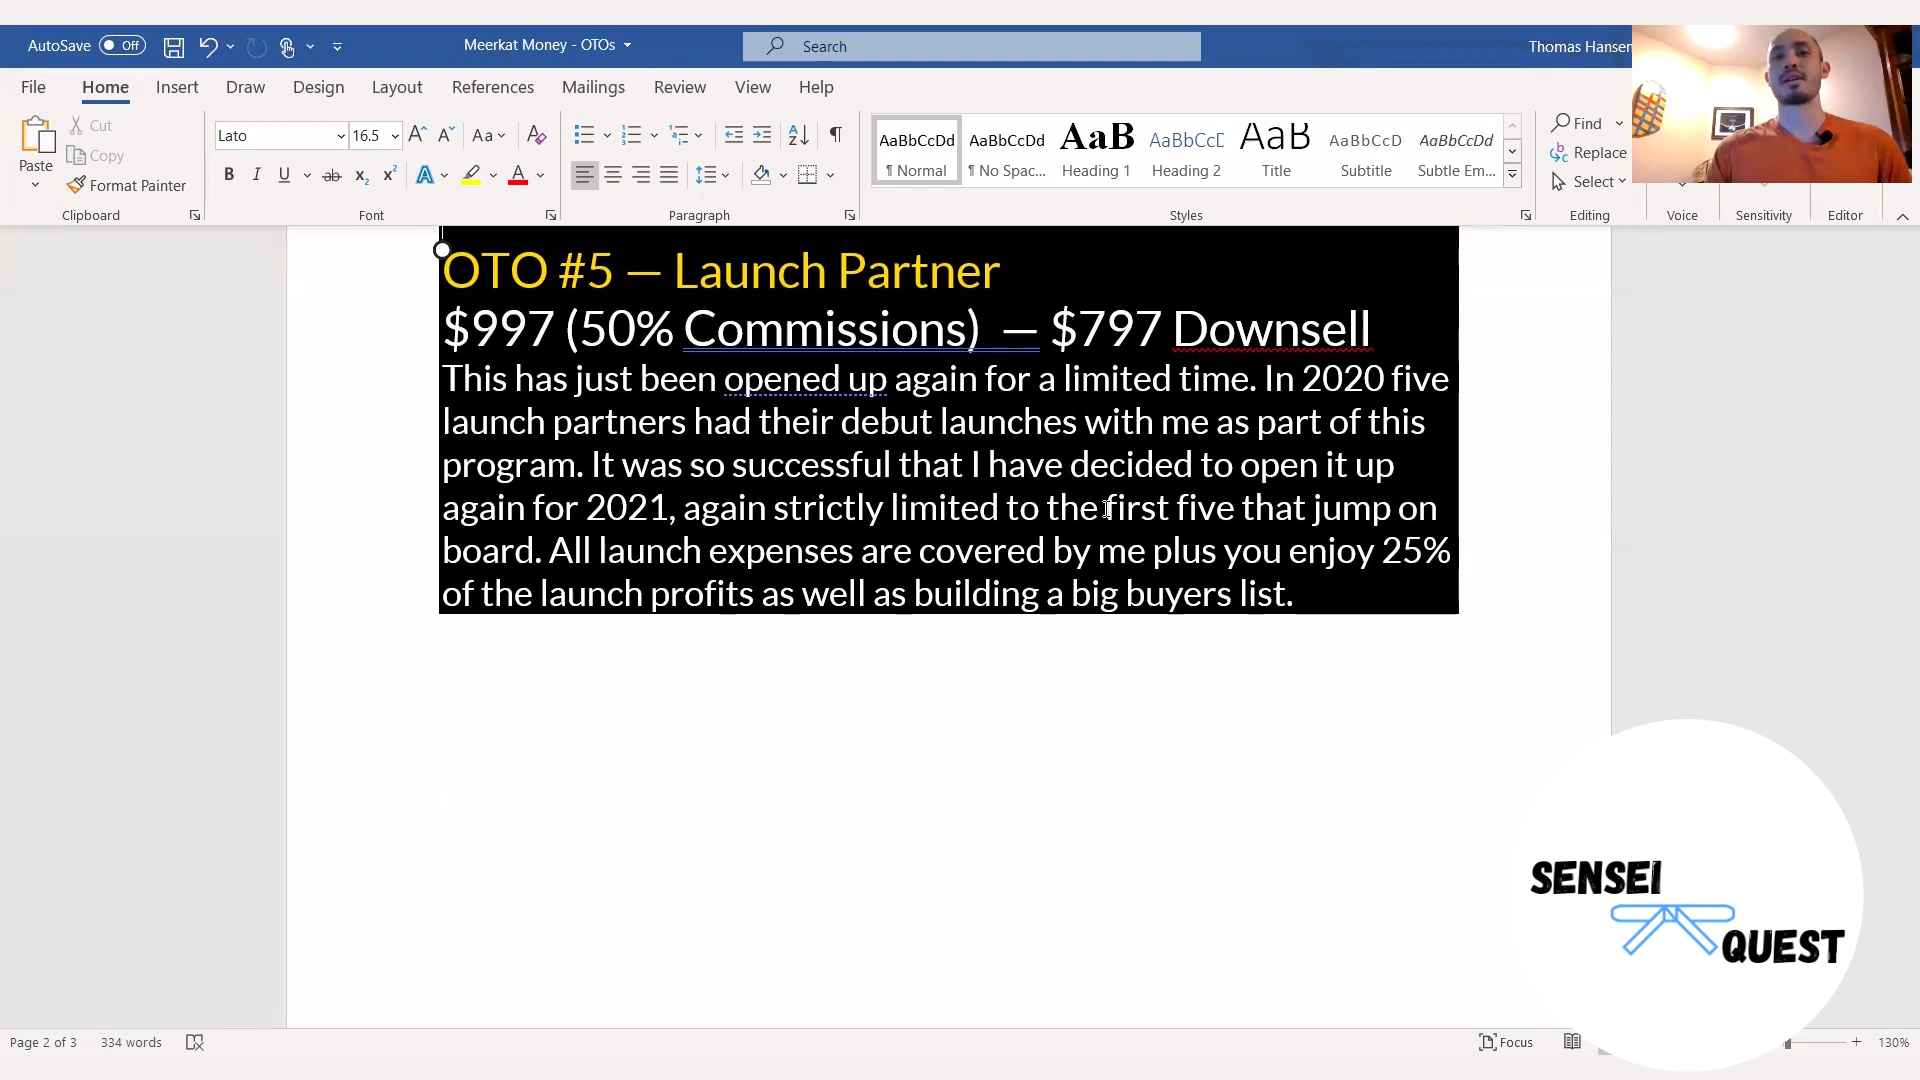 AutoSave Off
Meerkat Money - OTOs
Search
Thomas Hansen
File Home Insert Draw Design Layout References Mailings Review View Help
Paste
Cut
Copy
Format Painter
Clipboard
Lato 16.5
Aa
B I U ab x₂ x² A A
Font
Paragraph
AaBbCcDd AaBbCcDd AaB AaBbCcD AaB AaBbCcD AaBbCcDd
¶ Normal ¶ No Spac... Heading 1 Heading 2 Title Subtitle Subtle Em...
Styles
Find
Replace
Select
Editing
Voice
Sensitivity
Editor
OTO #5 — Launch Partner
$997 (50% Commissions) — $797 Downsell
This has just been opened up again for a limited time. In 2020 five
launch partners had their debut launches with me as part of this
program. It was so successful that I have decided to open it up
again for 2021, again strictly limited to the first five that jump on
board. All launch expenses are covered by me plus you enjoy 25%
of the launch profits as well as building a big buyers list.
SENSEI
QUEST
Page 2 of 3 334 words
Focus
130%